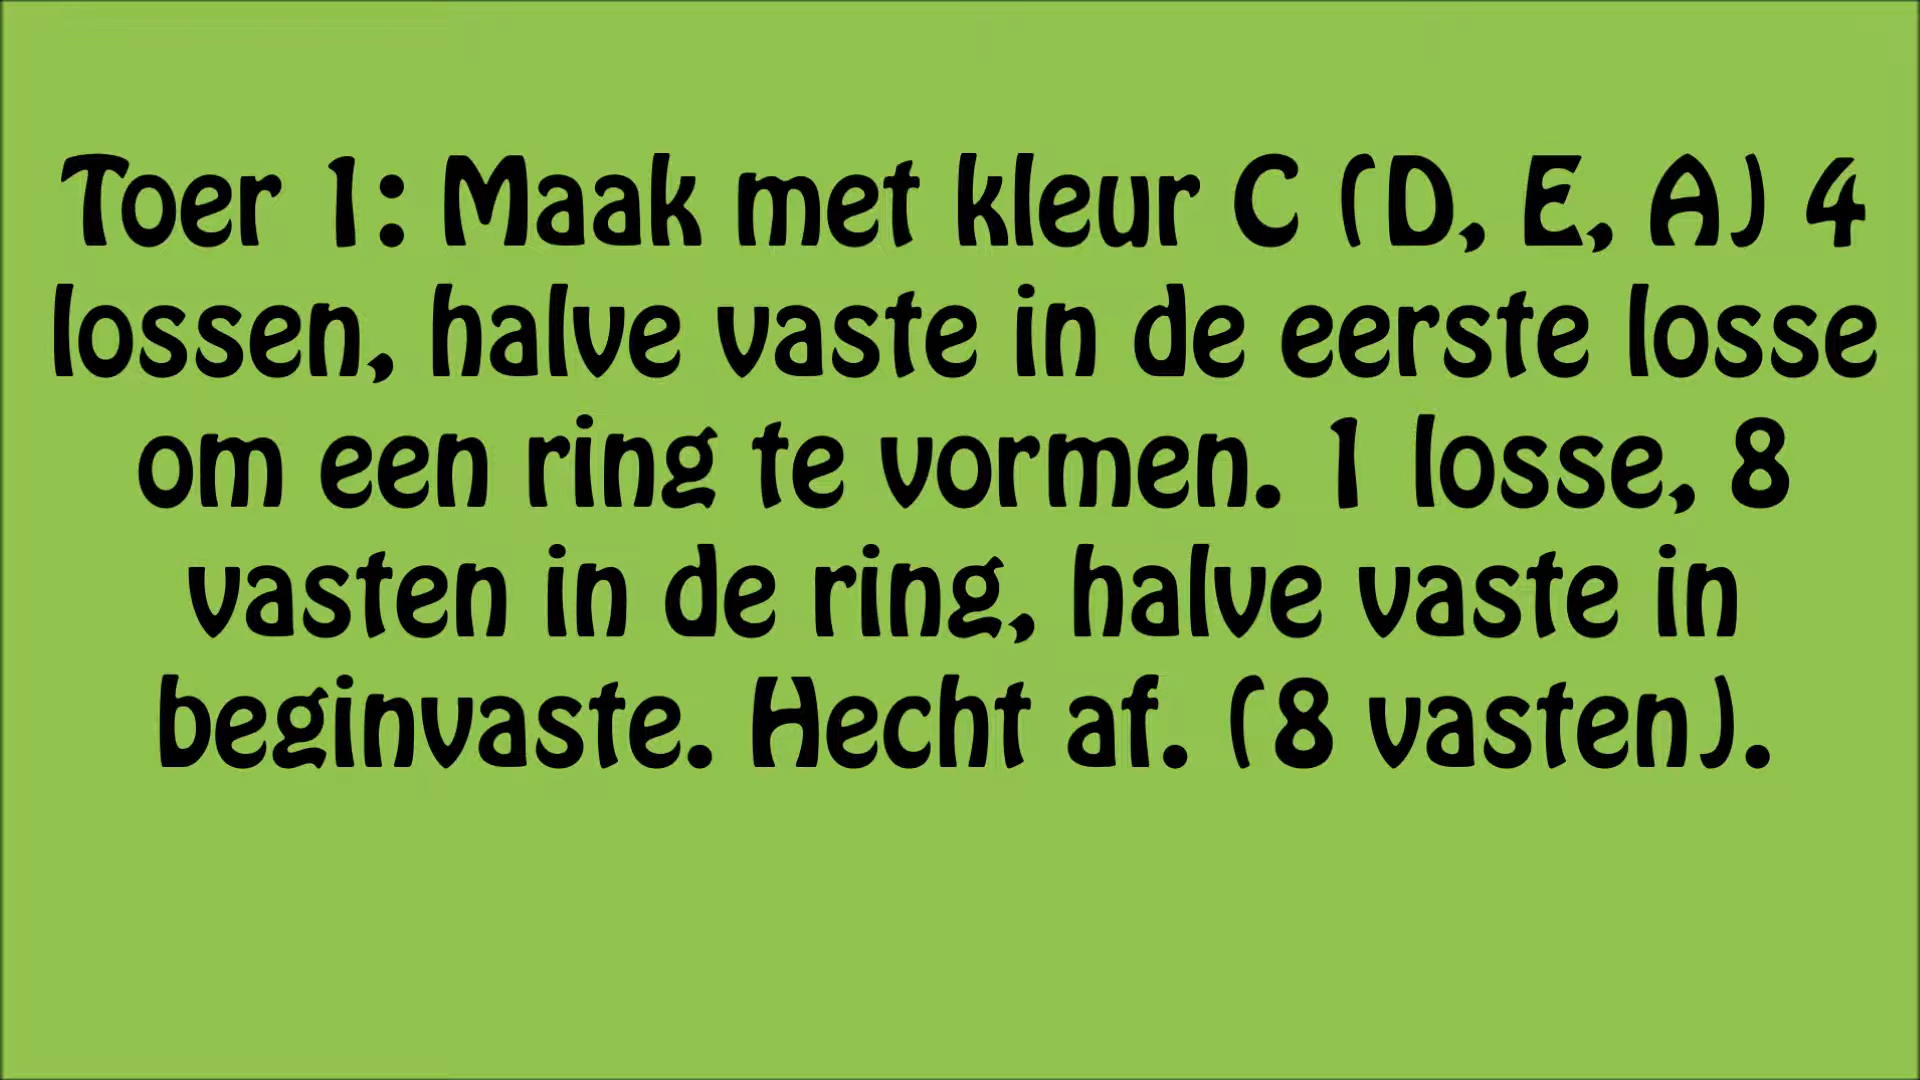 Toer 1: Maak met kleur C (D, E, A) 4
lossen, halve vaste in de eerste losse
om een ring te vormen. 1 losse, 8
vasten in de ring, halve vaste in
beginvaste. Hecht af. (8 vasten).